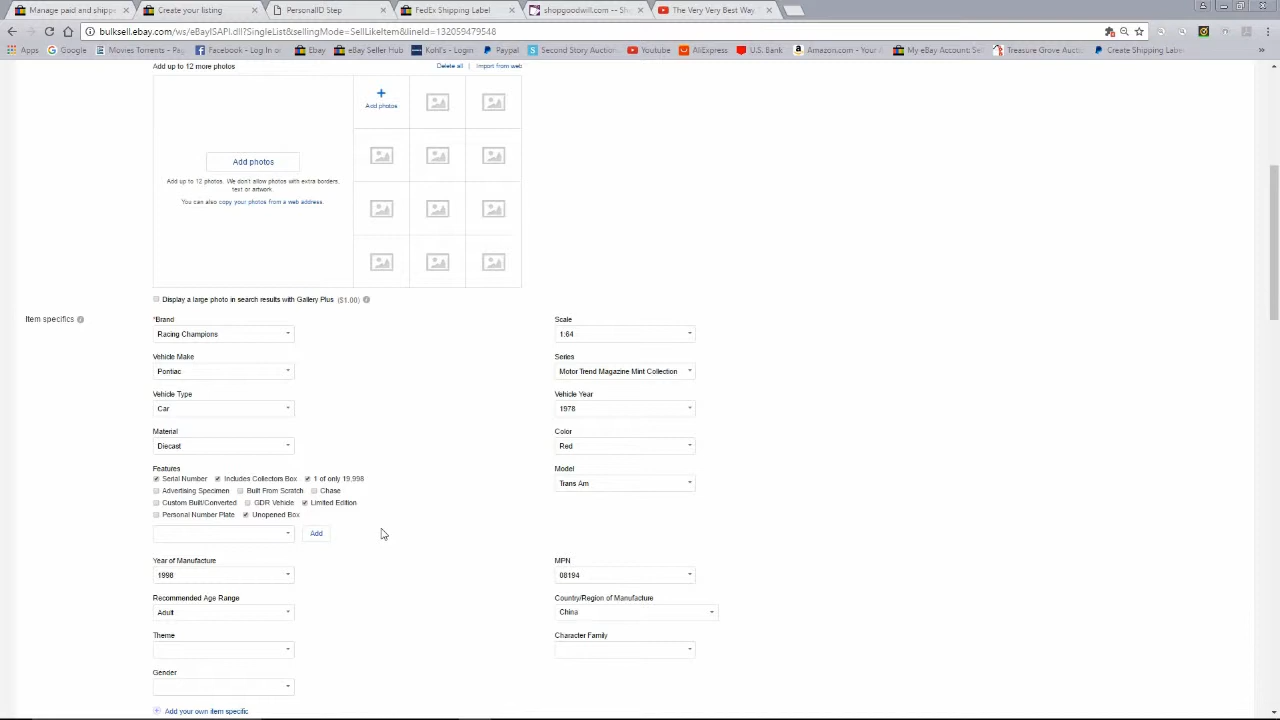 Manage paid and shippe × Create your listing × PersonalID Step × FedEx Shipping Label × shopgoodwill.com -- Sho × The Very Very Best Way ×
bulksell.ebay.com/ws/eBayISAPI.dll?SingleList&sellingMode=SellLikeItem&lineId=132059479548
Apps Google Movies Torrents - Pa Facebook - Log In or Ebay eBay Seller Hub Kohl's - Login Paypal Second Story Auction Youtube AliExpress U.S. Bank Amazon.com - Your A My eBay Account Sel Treasure Grove Aucti Create Shipping Labe
Add up to 12 more photos Delete all | Import from web
+
Add photos
Add photos
Add up to 12 photos. We don't allow photos with extra borders,
text or artwork.
You can also copy your photos from a web address.
Display a large photo in search results with Gallery Plus ($1.00)
Item specifics
*Brand Scale
Racing Champions 1:64
Vehicle Make Series
Pontiac Motor Trend Magazine Mint Collection
Vehicle Type Vehicle Year
Car 1978
Material Color
Diecast Red
Features Model
Serial Number Includes Collectors Box 1 of only 19,998
Trans Am
Advertising Specimen Built From Scratch Chase
Custom Built/Converted GDR Vehicle Limited Edition
Personal Number Plate Unopened Box
Add
Year of Manufacture MPN
1998 08194
Recommended Age Range Country/Region of Manufacture
Adult China
Theme Character Family
Gender
+ Add your own item specific